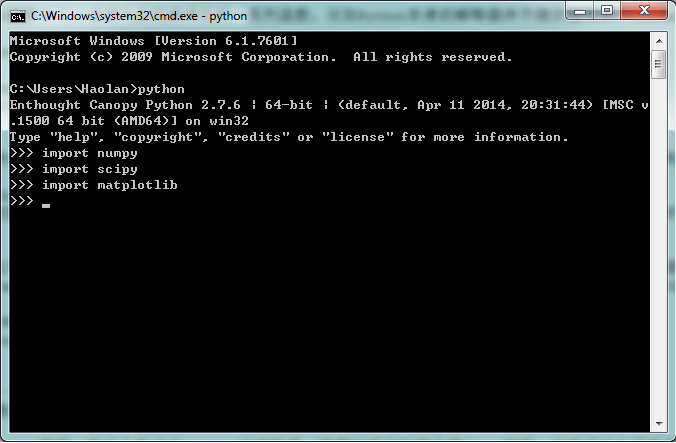 C:\Windows\system32\cmd.exe - python
Microsoft Windows [Version 6.1.7601]
Copyright (c) 2009 Microsoft Corporation.  All rights reserved.
C:\Users\Haolan>python
Enthought Canopy Python 2.7.6 | 64-bit | (default, Apr 11 2014, 20:31:44) [MSC v
.1500 64 bit (AMD64)] on win32
Type "help", "copyright", "credits" or "license" for more information.
>>> import numpy
>>> import scipy
>>> import matplotlib
>>> _